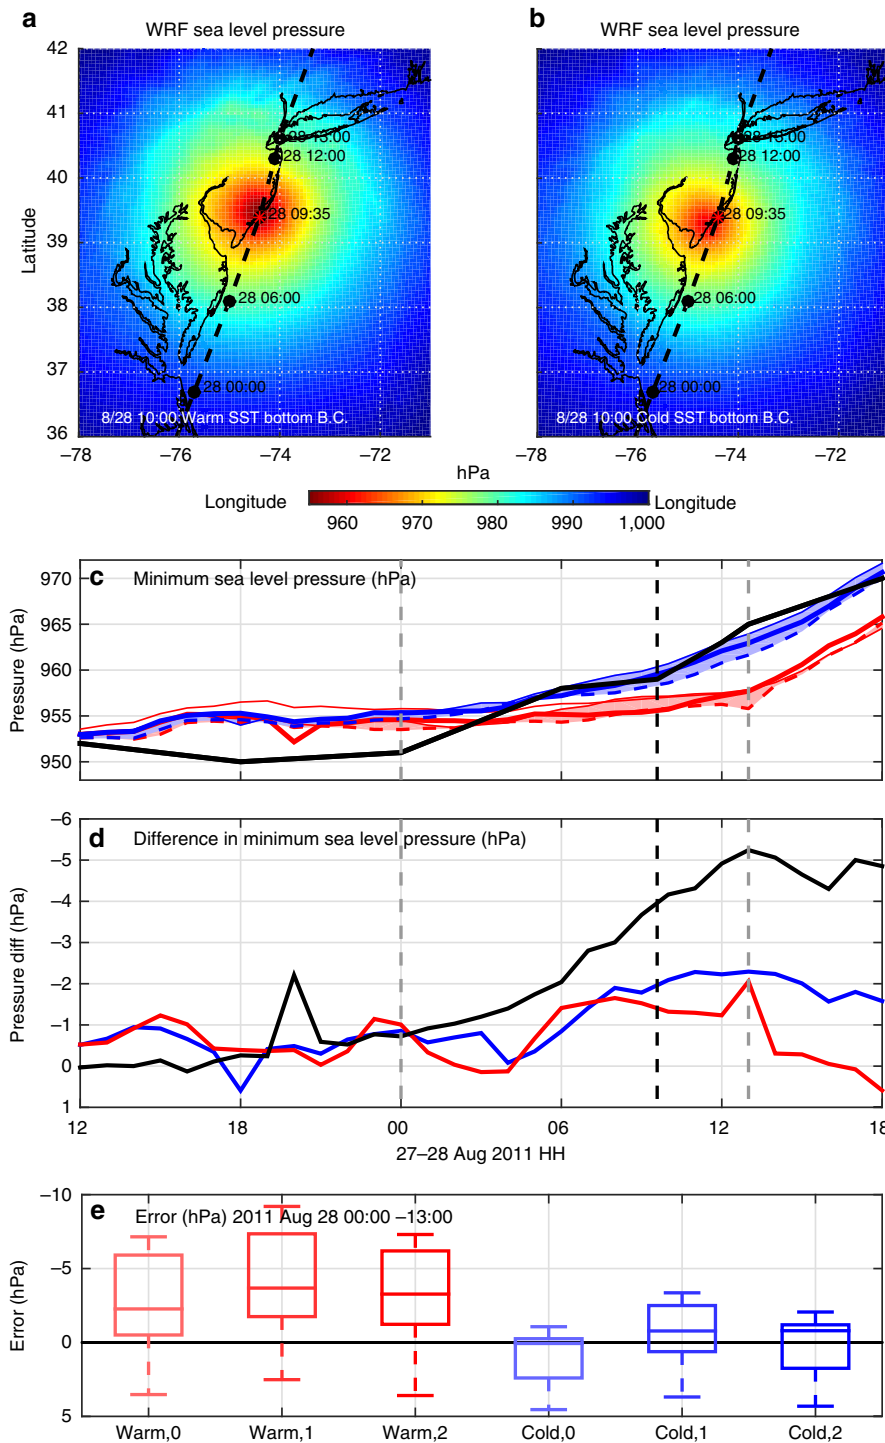 a
b
WRF sea level pressure
WRF sea level pressure
42
41
40
39
38
37
36
Latitude
28 13:00
28 12:00
28 09:35
28 06:00
28 00:00
8/28 10:00 Warm SST bottom B.C.
–78
–76
–74
–72
28 13:00
28 12:00
28 09:35
28 06:00
28 00:00
8/28 10:00 Cold SST bottom B.C.
–78
–76
–74
–72
hPa
Longitude
Longitude
960
970
980
990
1,000
c
Minimum sea level pressure (hPa)
970
965
960
955
950
Pressure (hPa)
d
Difference in minimum sea level pressure (hPa)
–6
–5
–4
–3
–2
–1
0
1
Pressure diff (hPa)
12
18
00
06
12
18
27–28 Aug 2011 HH
e
Error (hPa) 2011 Aug 28 00:00 –13:00
–10
–5
0
5
Error (hPa)
Warm,0
Warm,1
Warm,2
Cold,0
Cold,1
Cold,2